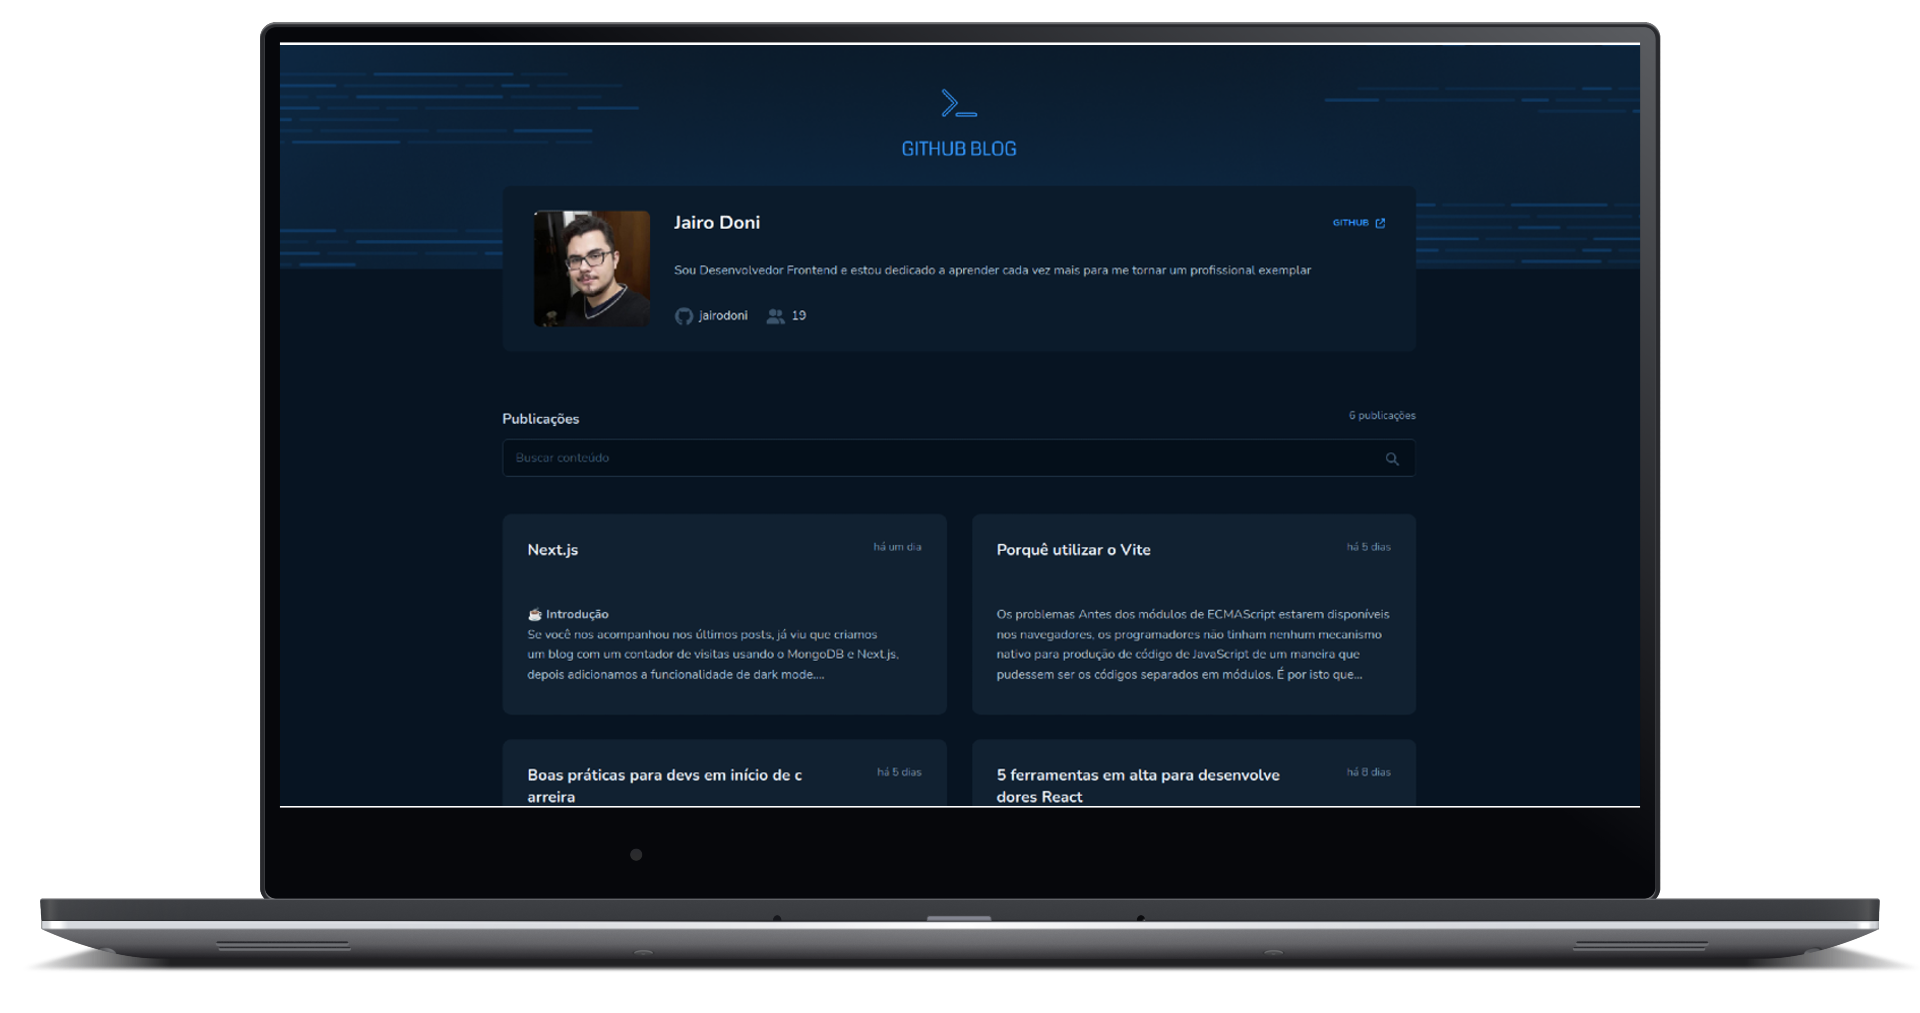 GITHUB BLOG
Jairo Doni
GITHUB
Sou Desenvolvedor Frontend e estou dedicado a aprender cada vez mais para me tornar um profissional exemplar
jairodoni
19
Publicações
6 publicações
Buscar conteúdo
Next.js
há um dia
☕ Introdução
Se você nos acompanhou nos últimos posts, já viu que criamos
um blog com um contador de visitas usando o MongoDB e Next.js,
depois adicionamos a funcionalidade de dark mode....
Porquê utilizar o Vite
há 5 dias
Os problemas Antes dos módulos de ECMAScript estarem disponíveis
nos navegadores, os programadores não tinham nenhum mecanismo
nativo para produção de código de JavaScript de um maneira que
pudessem ser os códigos separados em módulos. É por isto que...
Boas práticas para devs em início de c
arreira
há 5 dias
5 ferramentas em alta para desenvolve
dores React
há 8 dias